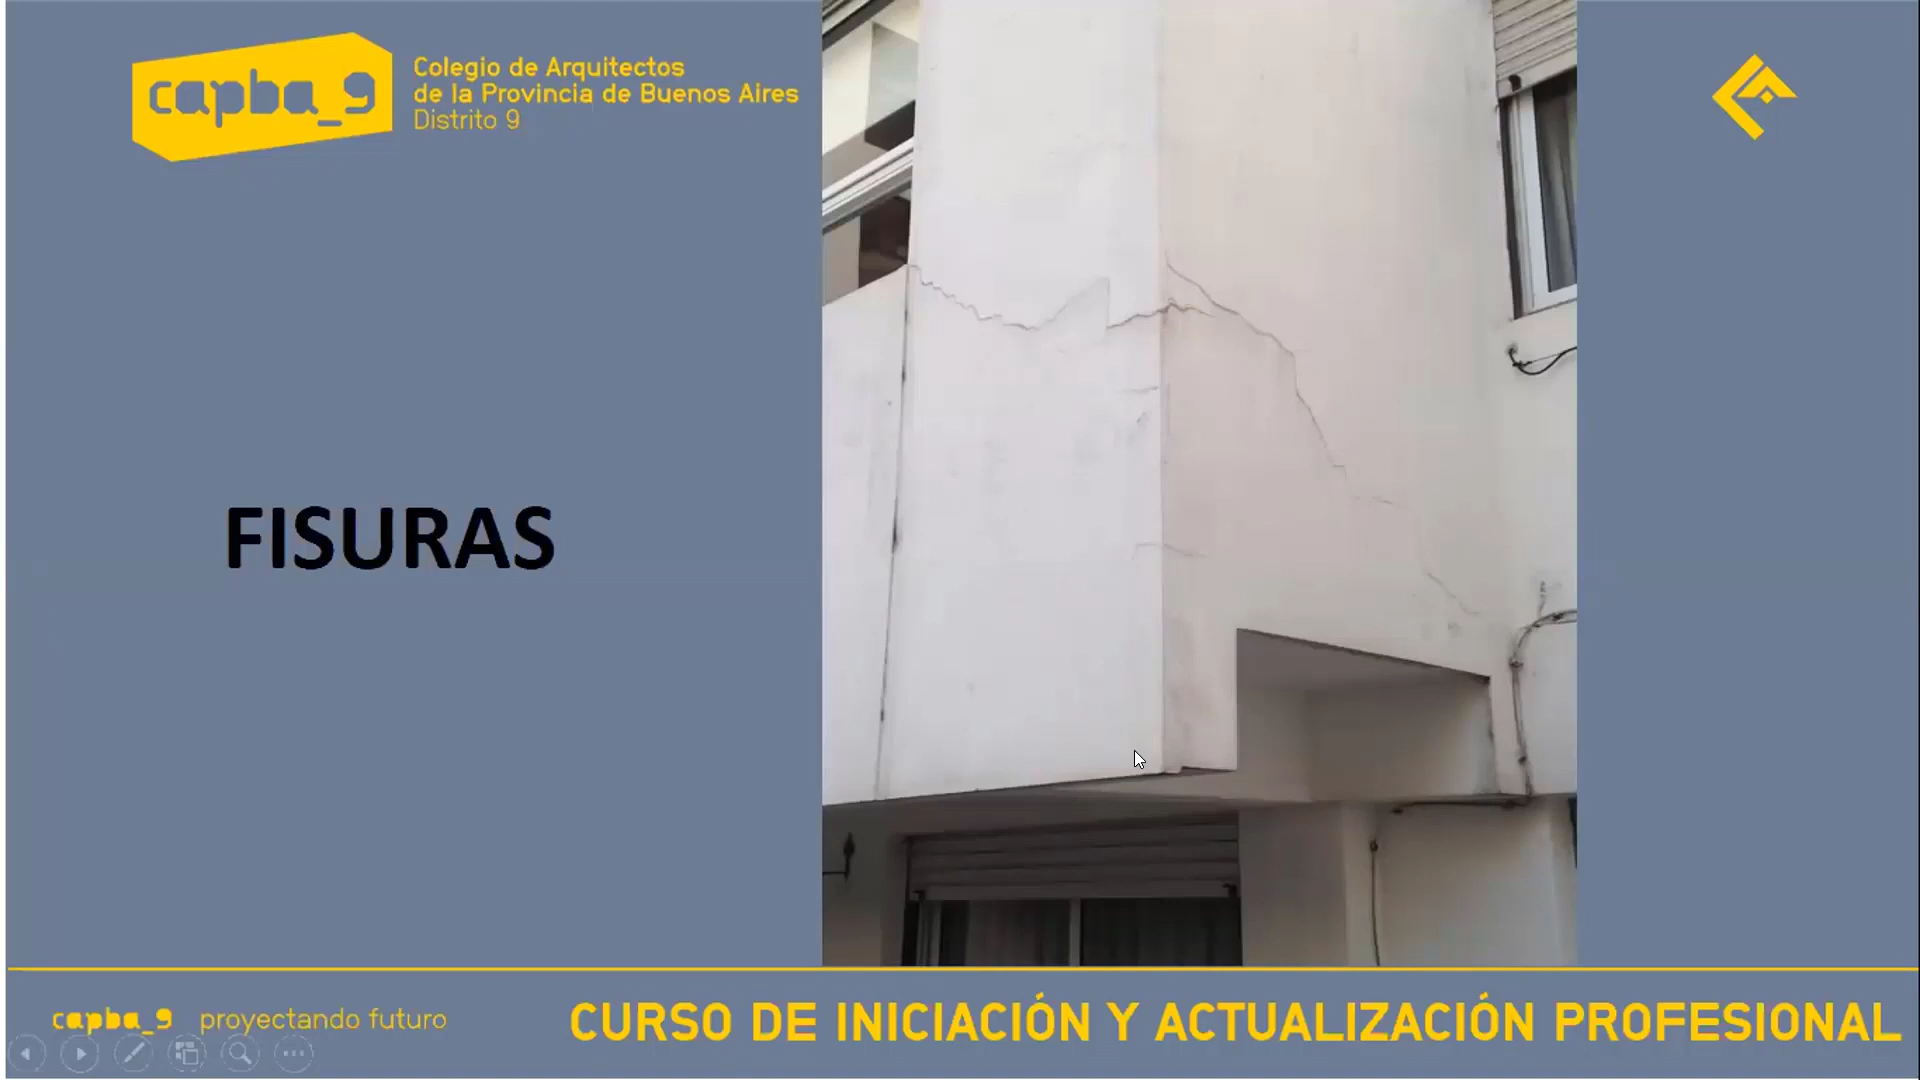 capba_9
Colegio de Arquitectos
de la Provincia de Buenos Aires
Distrito 9
FISURAS
capba_9 proyectando futuro
CURSO DE INICIACIÓN Y ACTUALIZACIÓN PROFESIONAL